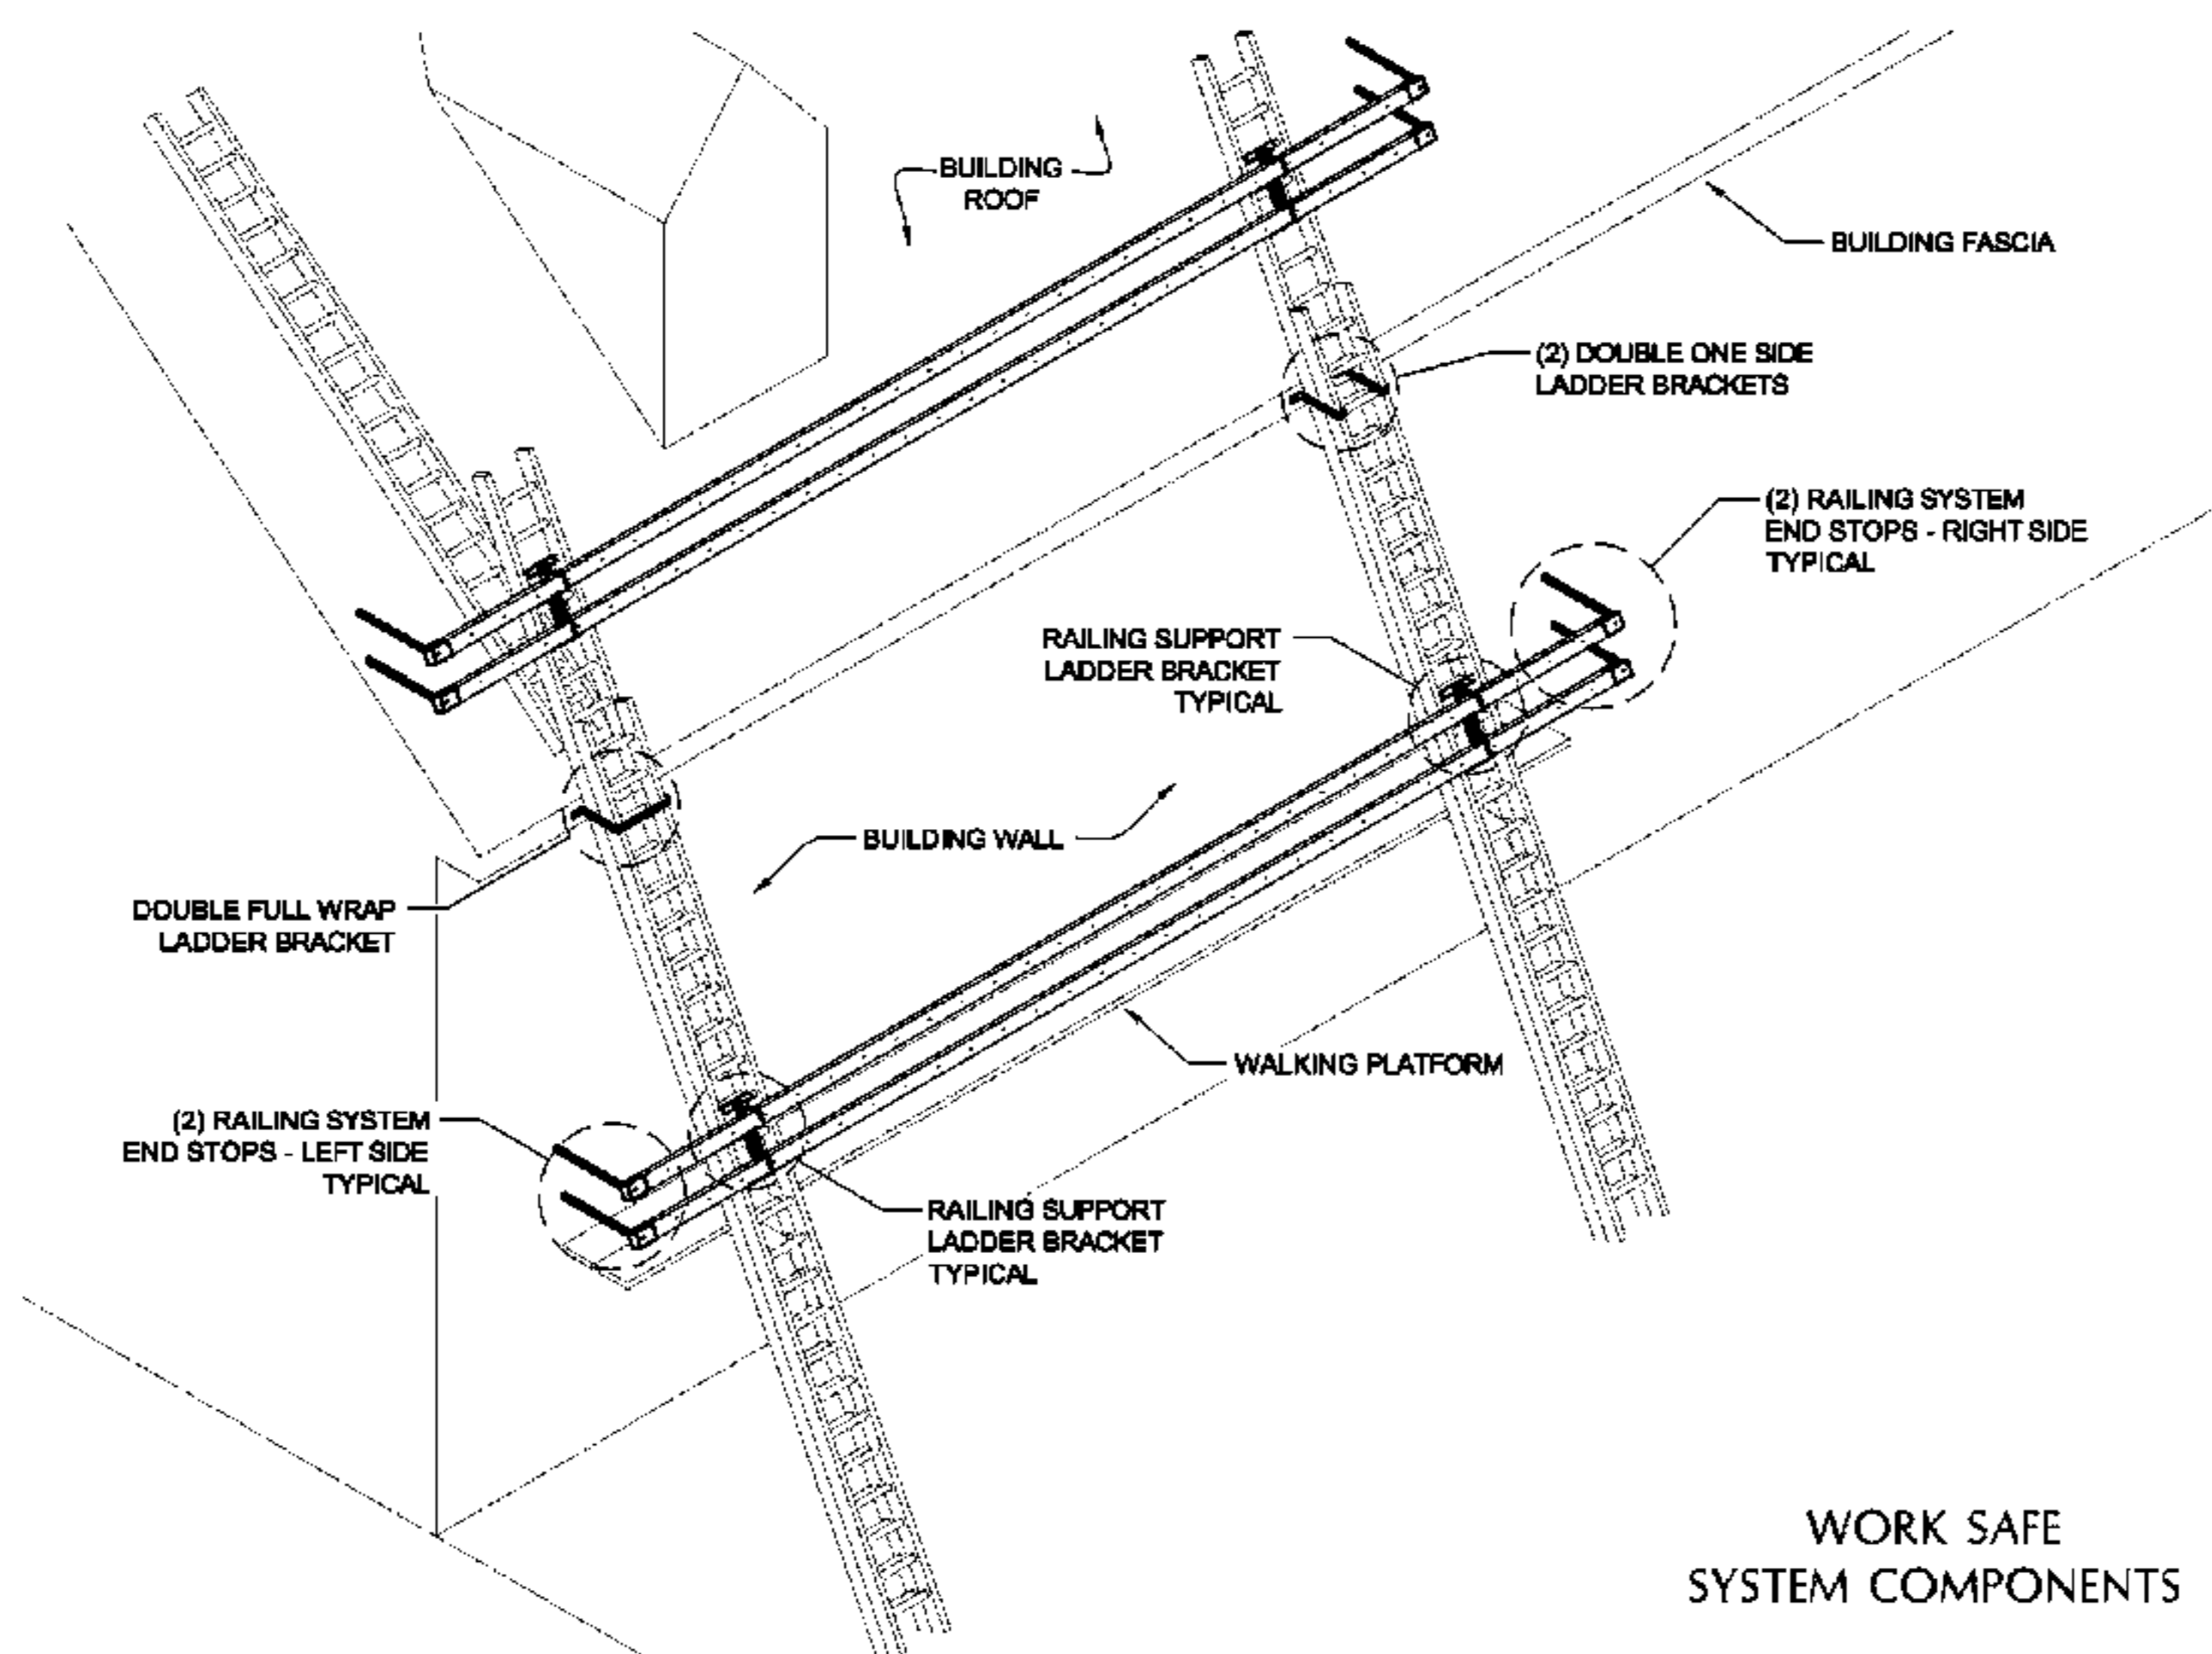 BUILDING
ROOF
BUILDING FASCIA
(2) DOUBLE ONE SIDE
LADDER BRACKETS
(2) RAILING SYSTEM
END STOPS - RIGHT SIDE
TYPICAL
RAILING SUPPORT
LADDER BRACKET
TYPICAL
BUILDING WALL
DOUBLE FULL WRAP
LADDER BRACKET
WALKING PLATFORM
(2) RAILING SYSTEM
END STOPS - LEFT SIDE
TYPICAL
RAILING SUPPORT
LADDER BRACKET
TYPICAL
WORK SAFE
SYSTEM COMPONENTS